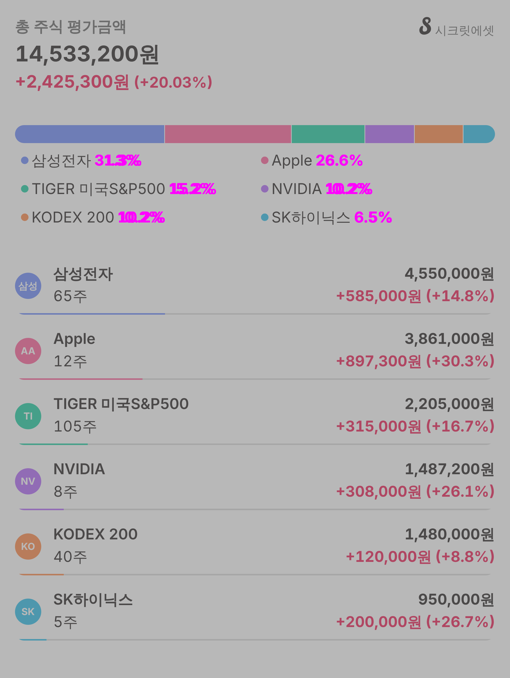 총 주식 평가금액
시크릿에셋
14,533,200원
+2,425,300원 (+20.03%)
삼성전자 31.3%
Apple 26.6%
TIGER 미국S&P500 15.2%
NVIDIA 10.2%
KODEX 200 10.2%
SK하이닉스 6.5%
삼성
삼성전자
4,550,000원
65주
+585,000원 (+14.8%)
AA
Apple
3,861,000원
12주
+897,300원 (+30.3%)
TI
TIGER 미국S&P500
2,205,000원
105주
+315,000원 (+16.7%)
NV
NVIDIA
1,487,200원
8주
+308,000원 (+26.1%)
KO
KODEX 200
1,480,000원
40주
+120,000원 (+8.8%)
SK
SK하이닉스
950,000원
5주
+200,000원 (+26.7%)